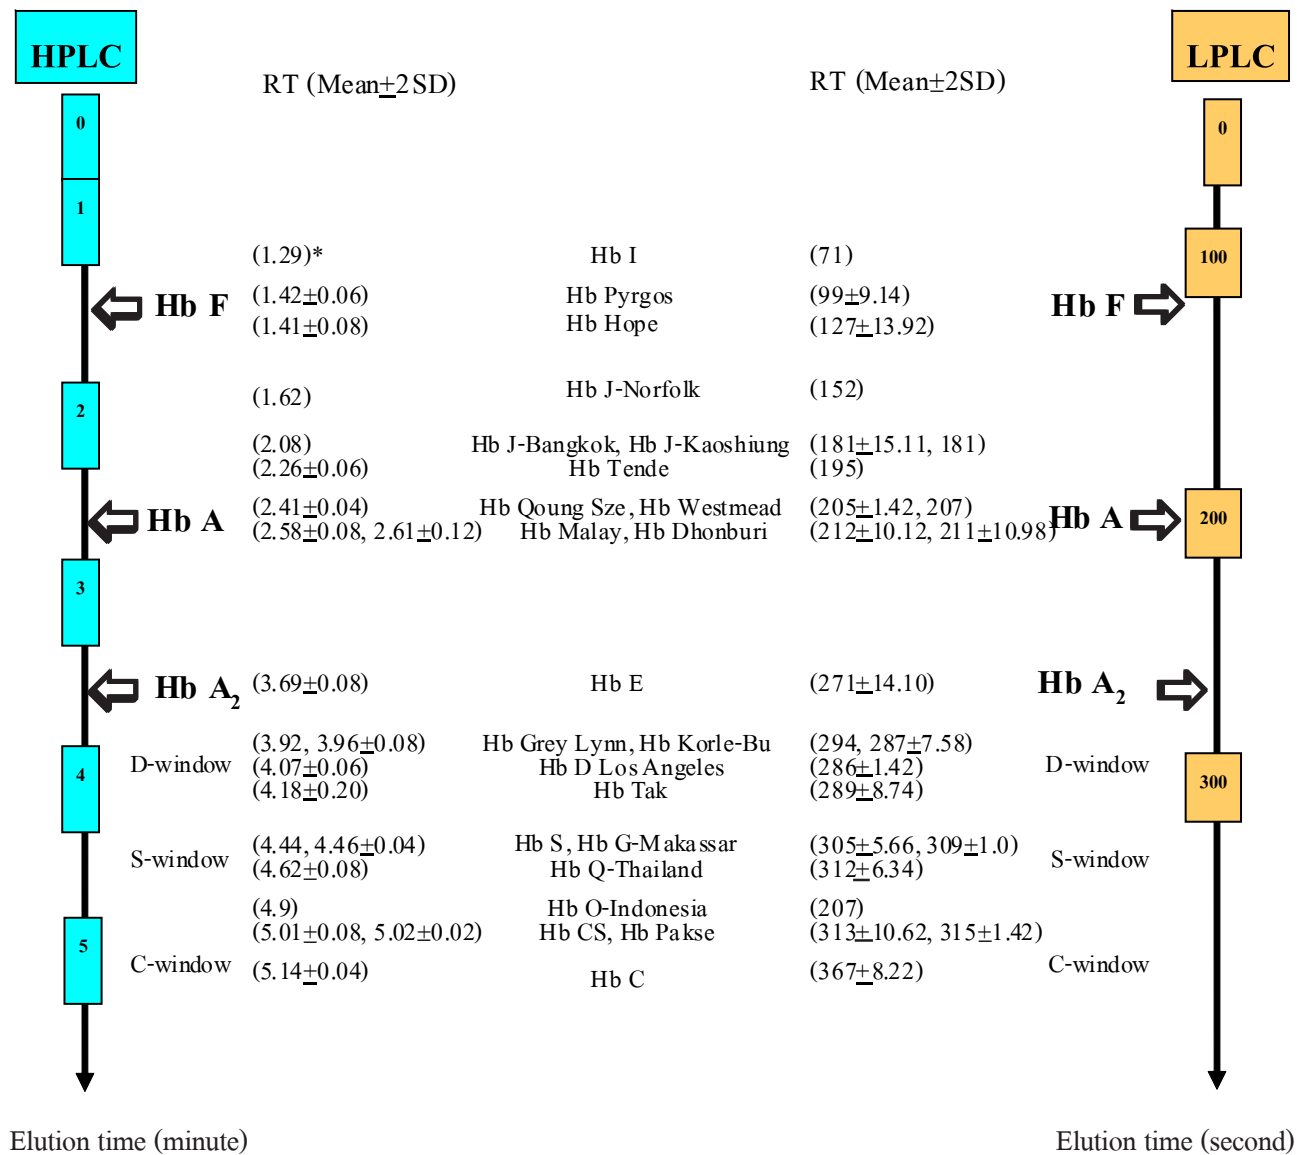 HPLC
LPLC
RT (Mean±2SD)
RT (Mean±2SD)
0
0
1
(1.29)* Hb I (71)
100
Hb F (1.42±0.06) Hb Pyrgos (99±9.14) Hb F
(1.41±0.08) Hb Hope (127±13.92)
2
(1.62) Hb J-Norfolk (152)
(2.08) Hb J-Bangkok, Hb J-Kaoshiung (181±15.11, 181)
(2.26±0.06) Hb Tende (195)
Hb A (2.41±0.04) Hb Qoung Sze, Hb Westmead (205±1.42, 207) Hb A
200
(2.58±0.08, 2.61±0.12) Hb Malay, Hb Dhonburi (212±10.12, 211±10.98)
3
Hb A₂ (3.69±0.08) Hb E (271±14.10) Hb A₂
(3.92, 3.96±0.08) Hb Grey Lynn, Hb Korle-Bu (294, 287±7.58)
D-window (4.07±0.06) Hb D Los Angeles (286±1.42) D-window
4
300
(4.18±0.20) Hb Tak (289±8.74)
(4.44, 4.46±0.04) Hb S, Hb G-Makassar (305±5.66, 309±1.0)
S-window (4.62±0.08) Hb Q-Thailand (312±6.34) S-window
(4.9) Hb O-Indonesia (207)
5
(5.01±0.08, 5.02±0.02) Hb CS, Hb Pakse (313±10.62, 315±1.42)
C-window (5.14±0.04) Hb C (367±8.22) C-window
Elution time (minute)
Elution time (second)